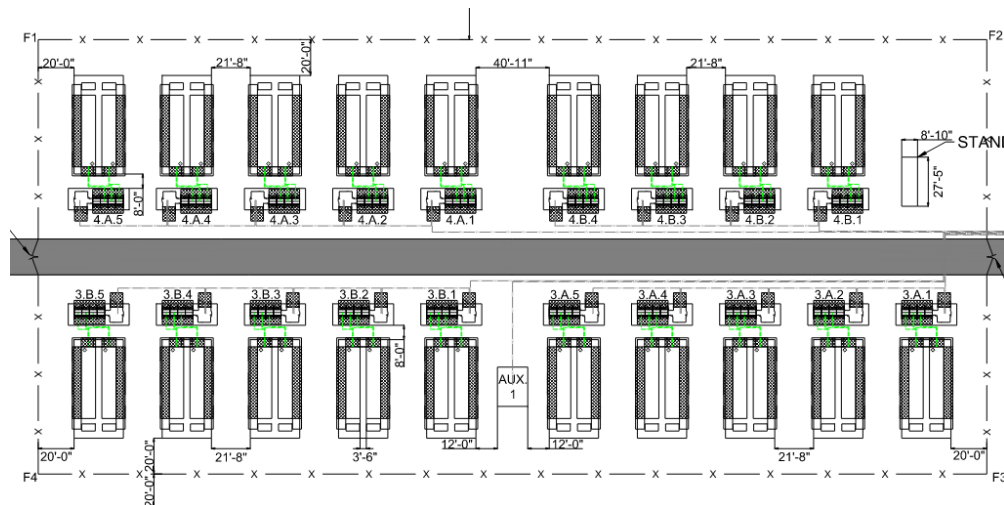 F1
F2
20'-0"
21'-8"
20'-0"
40'-11"
21'-8"
8'-10"
27'-5"
8'-0"
4.A.5
4.A.4
4.A.3
4.A.2
4.A.1
4.B.4
4.B.3
4.B.2
4.B.1
3.B.5
3.B.4
3.B.3
3.B.2
3.B.1
3.A.5
3.A.4
3.A.3
3.A.2
3.A.1
8'-0"
AUX.
1
20'-0"
20'-0"
21'-8"
3'-6"
12'-0"
12'-0"
21'-8"
20'-0"
F4
F3
20'-0"